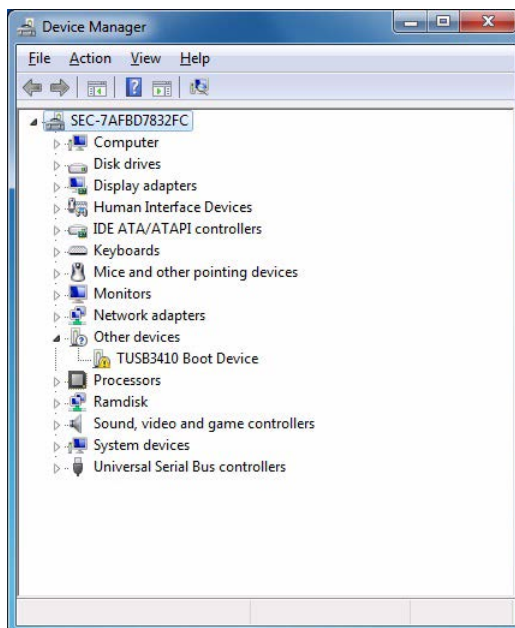 Device Manager
File Action View Help
SEC-7AFBD7832FC
Computer
Disk drives
Display adapters
Human Interface Devices
IDE ATA/ATAPI controllers
Keyboards
Mice and other pointing devices
Monitors
Network adapters
Other devices
TUSB3410 Boot Device
Processors
Ramdisk
Sound, video and game controllers
System devices
Universal Serial Bus controllers